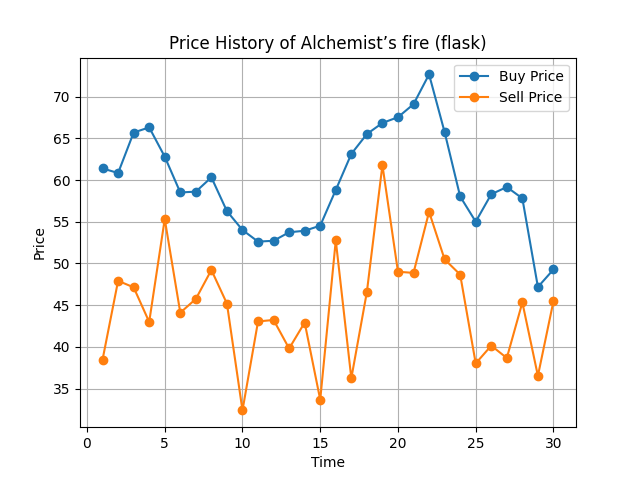 Price History of Alchemist’s fire (flask)
Buy Price
Sell Price
Price
70
65
60
55
50
45
40
35
0 5 10 15 20 25 30
Time